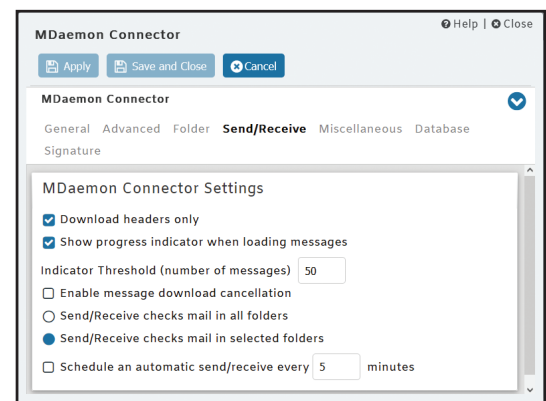 Help | Close
MDaemon Connector
Apply Save and Close Cancel
MDaemon Connector
General Advanced Folder Send/Receive Miscellaneous Database
Signature
MDaemon Connector Settings
Download headers only
Show progress indicator when loading messages
Indicator Threshold (number of messages) 50
Enable message download cancellation
Send/Receive checks mail in all folders
Send/Receive checks mail in selected folders
Schedule an automatic send/receive every 5 minutes